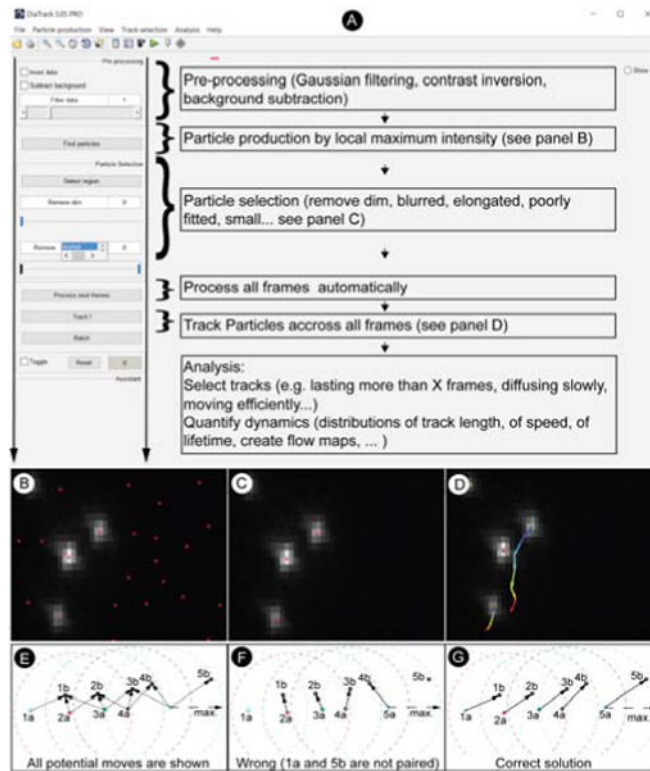 DiaTrack 3.05 PRO
A
File Particle production View Track selection Analysis Help
Pre-processing
Invert data
Subtract background
Filter data 1
Find particles
Particle Selection
Select region
Remove dim 0
Remove blurred 0
Process next frames
Track !
Batch
Toggle Reset
Assistant
Show
Pre-processing (Gaussian filtering, contrast inversion,
background subtraction)
Particle production by local maximum intensity (see panel B)
Particle selection (remove dim, blurred, elongated, poorly
fitted, small... see panel C)
Process all frames automatically
Track Particles accross all frames (see panel D)
Analysis:
Select tracks (e.g. lasting more than X frames, diffusing slowly,
moving efficiently...)
Quantify dynamics (distributions of track length, of speed, of
lifetime, create flow maps, ... )
B
C
D
E
1b 2b 3b 4b 5b
1a 2a 3a 4a max.
All potential moves are shown
F
1b 2b 3b 4b 5b
1a 2a 3a 4a 5a max.
Wrong (1a and 5b are not paired)
G
1b 2b 3b 4b 5b
1a 2a 3a 4a 5a max.
Correct solution